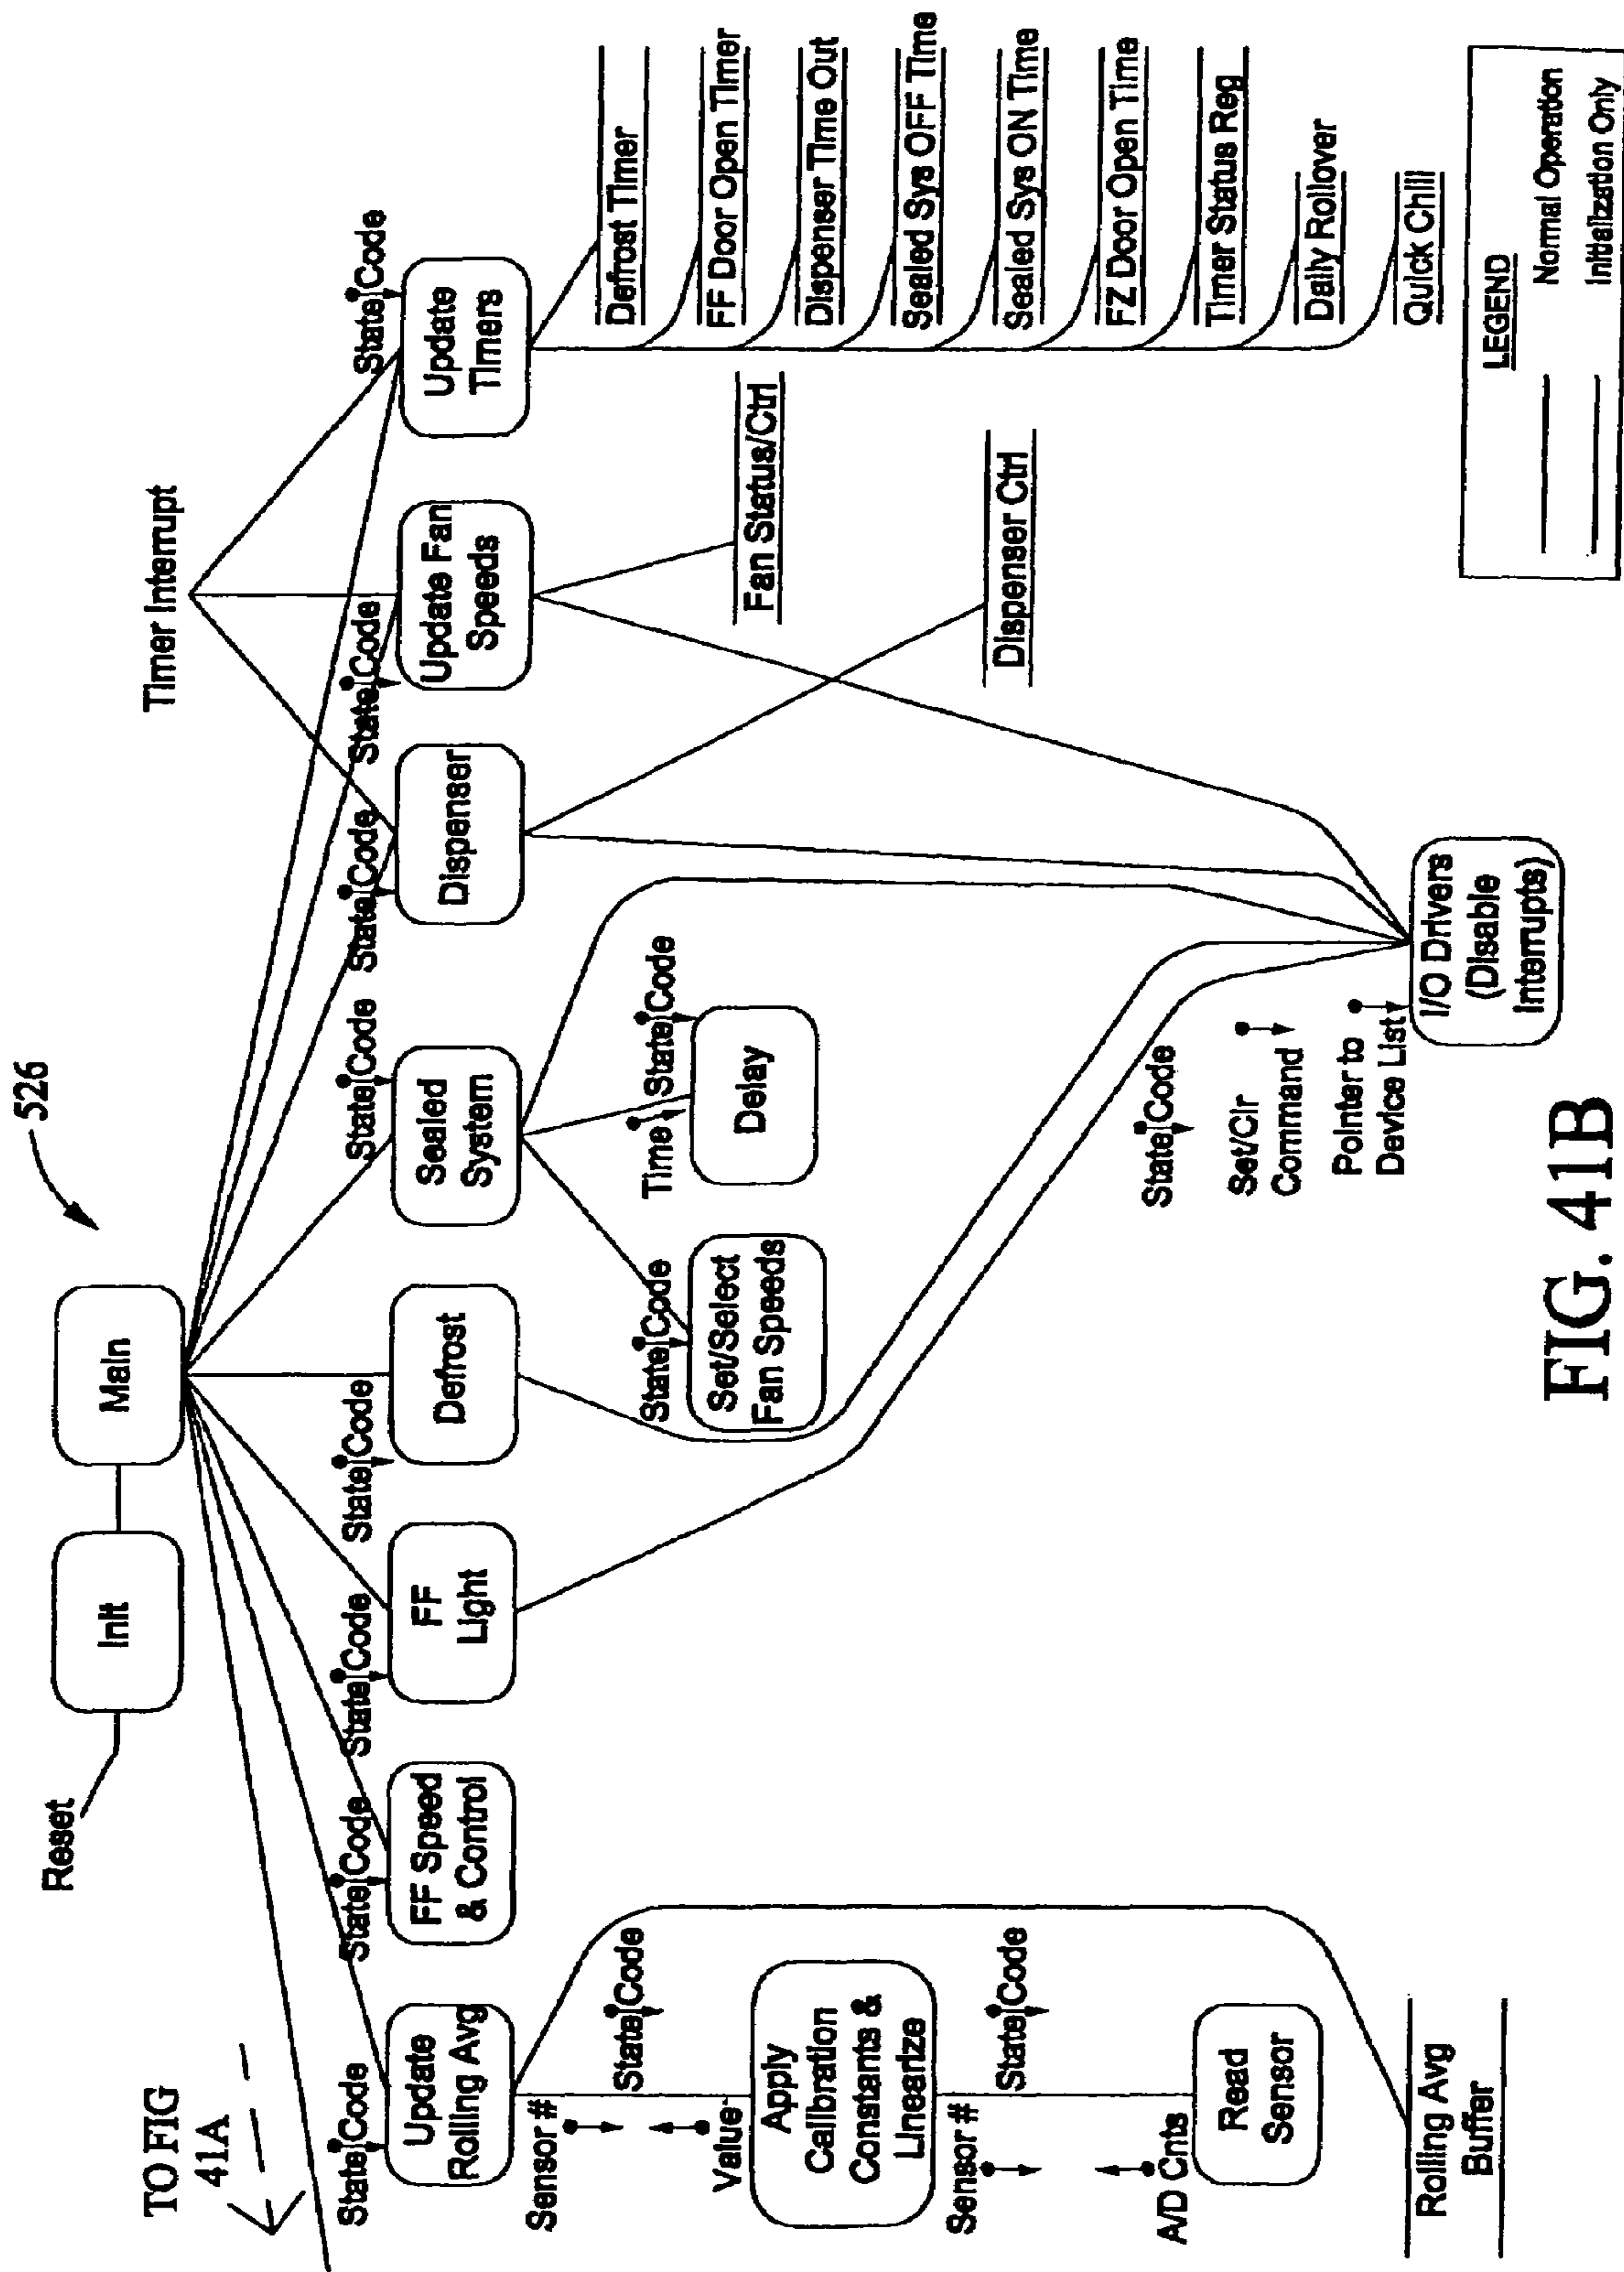 526
Reset
Init
Main
TO FIG
41A
Timer Interrupt
State Code
State Code
State Code
State Code
State Code
State Code
State Code
State Code
Update
Rolling Avg
FF Speed
& Control
FF
Light
Defrost
Sealed
System
Dispenser
Update Fan
Speeds
Update
Timers
Sensor #
Value
State Code
Apply
Calibration
Constants &
Linearize
Sensor #
A/D Cnts
State Code
Read
Sensor
Rolling Avg
Buffer
State Code
Set/Select
Fan Speeds
Time
State Code
Delay
Fan Status/Ctrl
Dispenser Ctrl
Defrost Timer
FF Door Open Timer
Dispenser Time Out
Sealed Sys OFF Time
Sealed Sys ON Time
FZ Door Open Time
Timer Status Reg
Daily Rollover
Quick Chill
State Code
Set/Clr
Command
Pointer to
Device List
I/O Drivers
(Disable
Interrupts)
LEGEND
Normal Operation
Initialization Only
FIG. 41B